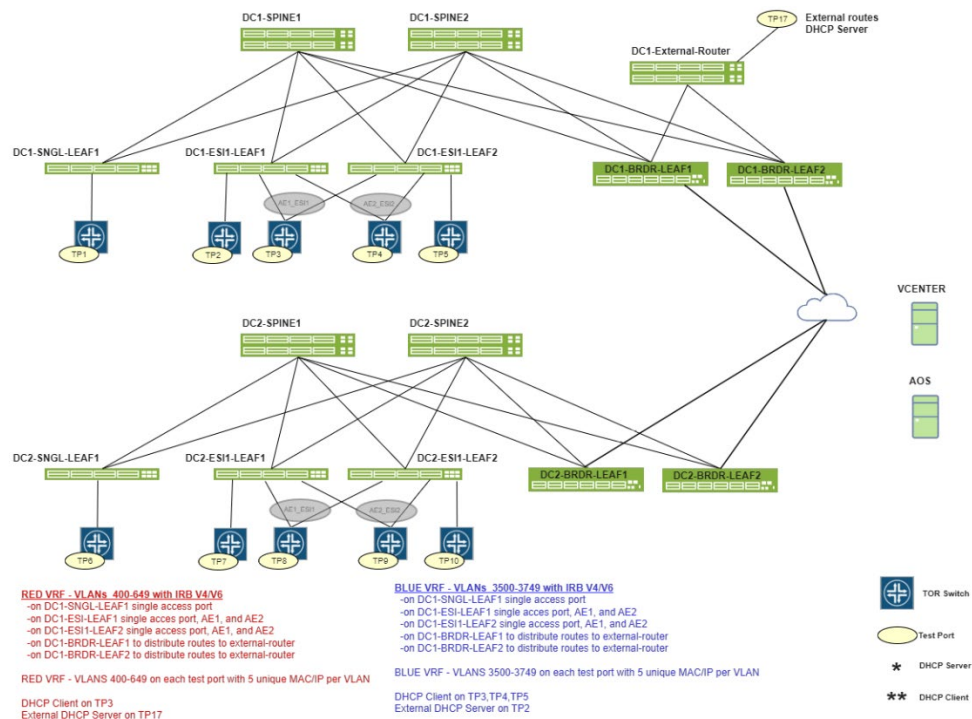 DC1-SPINE1
DC1-SPINE2
TP17
External routes
DHCP Server
DC1-External-Router
DC1-SNGL-LEAF1
DC1-ESI1-LEAF1
DC1-ESI1-LEAF2
DC1-BRDR-LEAF1
DC1-BRDR-LEAF2
AE1_ESI1
AE2_ESI2
TP1
TP2
TP3
TP4
TP5
VCENTER
DC2-SPINE1
DC2-SPINE2
AOS
DC2-SNGL-LEAF1
DC2-ESI1-LEAF1
DC2-ESI1-LEAF2
DC2-BRDR-LEAF1
DC2-BRDR-LEAF2
AE1_ESI1
AE2_ESI2
TP6
TP7
TP8
TP9
TP10
RED VRF - VLANs 400-649 with IRB V4/V6
-on DC1-SNGL-LEAF1 single access port
-on DC1-ESI-LEAF1 single acces port, AE1, and AE2
-on DC1-ESI1-LEAF2 single access port, AE1, and AE2
-on DC1-BRDR-LEAF1 to distribute routes to external-router
-on DC1-BRDR-LEAF2 to distribute routes to external-router
RED VRF - VLANS 400-649 on each test port with 5 unique MAC/IP per VLAN
DHCP Client on TP3
External DHCP Server on TP17
BLUE VRF - VLANs 3500-3749 with IRB V4/V6
-on DC1-SNGL-LEAF1 single access port
-on DC1-ESI-LEAF1 single access port, AE1, and AE2
-on DC1-ESI1-LEAF2 single access port, AE1, and AE2
-on DC1-BRDR-LEAF1 to distribute routes to external-router
-on DC1-BRDR-LEAF2 to distribute routes to external-router
BLUE VRF - VLANS 3500-3749 on each test port with 5 unique MAC/IP per VLAN
DHCP Client on TP3,TP4,TP5
External DHCP Server on TP2
TOR Switch
Test Port
* DHCP Server
** DHCP Client